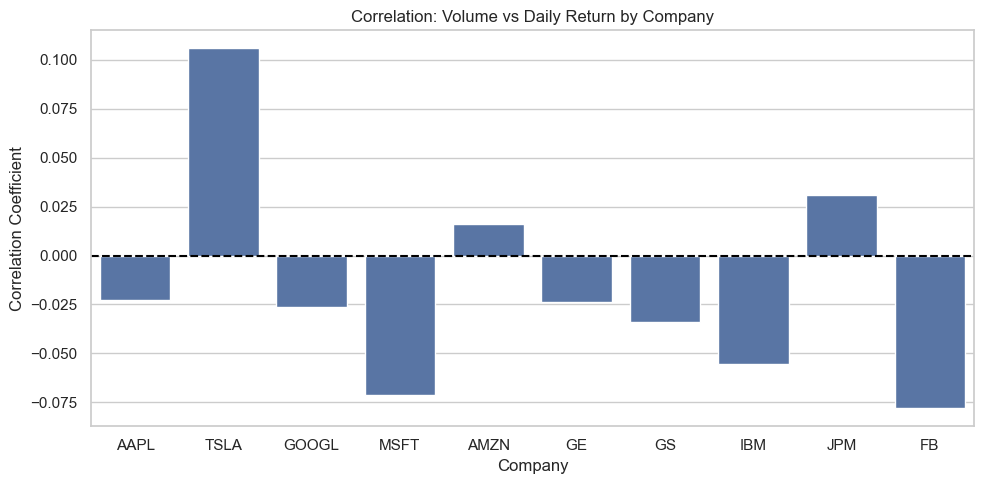 Correlation: Volume vs Daily Return by Company
Correlation Coefficient
0.100
0.075
0.050
0.025
0.000
−0.025
−0.050
−0.075
AAPL TSLA GOOGL MSFT AMZN GE GS IBM JPM FB
Company